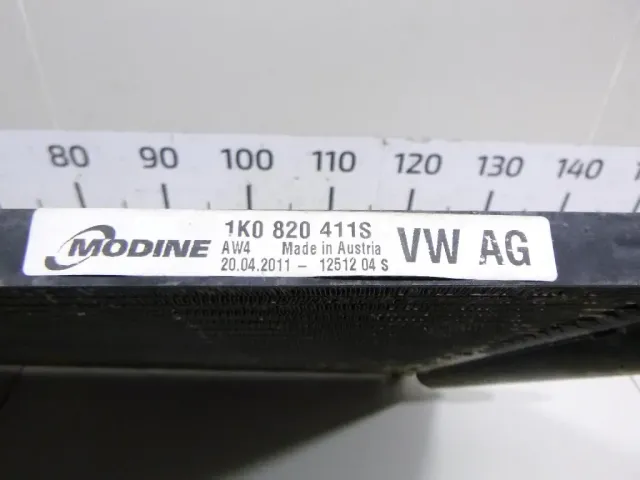 80 90 100 110 120 130 140
MODINE
1K0 820 411S
AW4 Made in Austria
20.04.2011 - 12512 04 S
VW AG